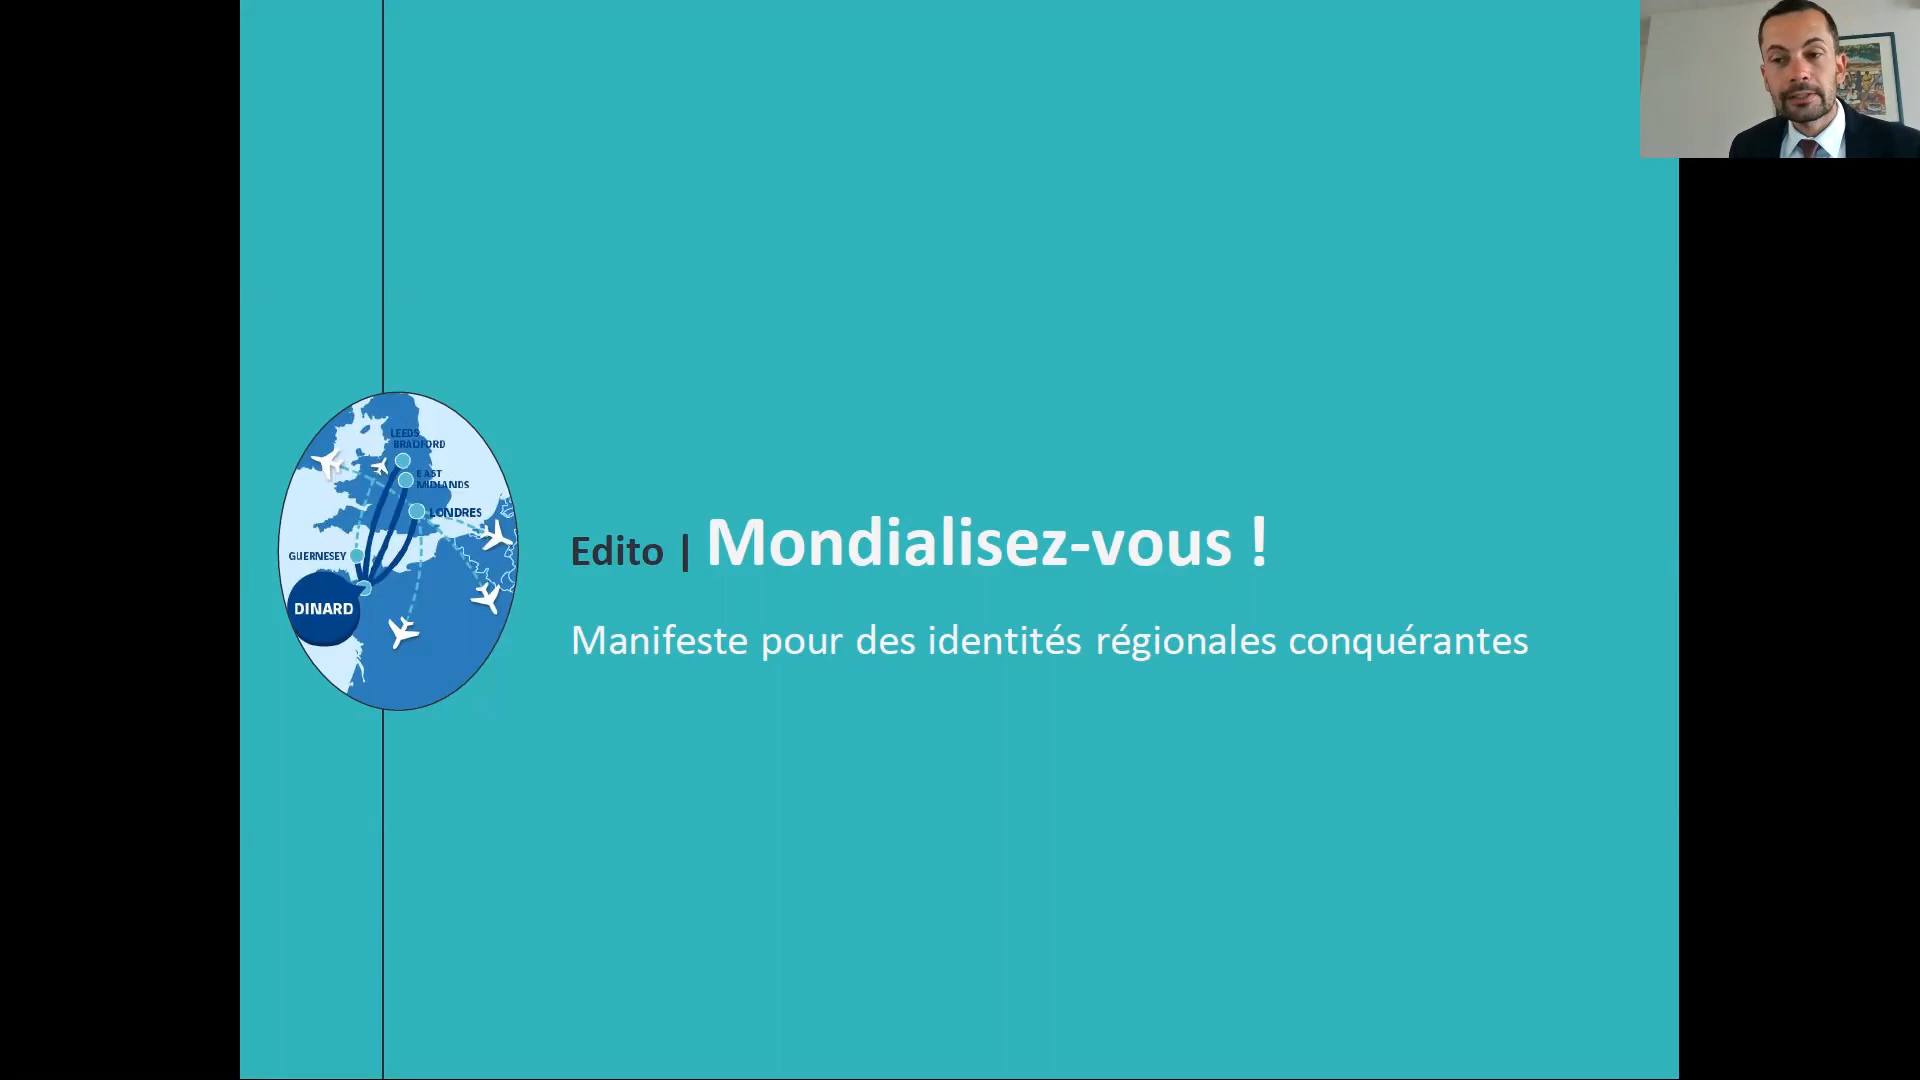 LEEDS
BRADFORD
EAST
MIDLANDS
LONDRES
GUERNESEY
DINARD
Edito | Mondialisez-vous !
Manifeste pour des identités régionales conquérantes